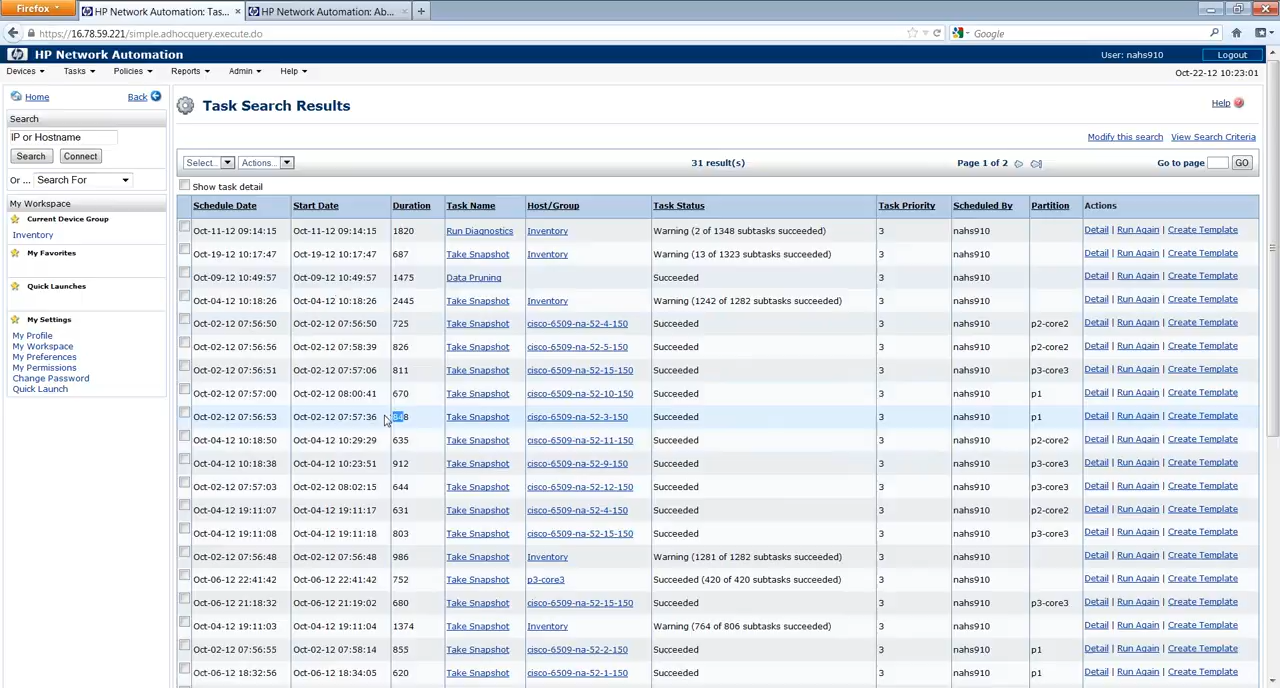 Firefox
HP Network Automation: Tas... ×
HP Network Automation: Ab... ×
+
https://16.78.59.221/simple.adhocquery.execute.do
Google
hp HP Network Automation
User: nahs910
Logout
Devices Tasks Policies Reports Admin Help
Oct-22-12 10:23:01
Home
Back
Search
IP or Hostname
Search Connect
Or ... Search For
My Workspace
Current Device Group
Inventory
My Favorites
Quick Launches
My Settings
My Profile
My Workspace
My Preferences
My Permissions
Change Password
Quick Launch
Task Search Results
Help
Modify this search View Search Criteria
Select... Actions... 31 result(s) Page 1 of 2 Go to page GO
Show task detail
Schedule Date Start Date Duration Task Name Host/Group Task Status Task Priority Scheduled By Partition Actions
Oct-11-12 09:14:15 Oct-11-12 09:14:15 1820 Run Diagnostics Inventory Warning (2 of 1348 subtasks succeeded) 3 nahs910 Detail | Run Again | Create Template
Oct-19-12 10:17:47 Oct-19-12 10:17:47 687 Take Snapshot Inventory Warning (13 of 1323 subtasks succeeded) 3 nahs910 Detail | Run Again | Create Template
Oct-09-12 10:49:57 Oct-09-12 10:49:57 1475 Data Pruning Succeeded 3 nahs910 Detail | Run Again | Create Template
Oct-04-12 10:18:26 Oct-04-12 10:18:26 2445 Take Snapshot Inventory Warning (1242 of 1282 subtasks succeeded) 3 nahs910 Detail | Run Again | Create Template
Oct-02-12 07:56:50 Oct-02-12 07:56:50 725 Take Snapshot cisco-6509-na-52-4-150 Succeeded 3 nahs910 p2-core2 Detail | Run Again | Create Template
Oct-02-12 07:56:56 Oct-02-12 07:58:39 826 Take Snapshot cisco-6509-na-52-5-150 Succeeded 3 nahs910 p2-core2 Detail | Run Again | Create Template
Oct-02-12 07:56:51 Oct-02-12 07:57:06 811 Take Snapshot cisco-6509-na-52-15-150 Succeeded 3 nahs910 p3-core3 Detail | Run Again | Create Template
Oct-02-12 07:57:00 Oct-02-12 08:00:41 670 Take Snapshot cisco-6509-na-52-10-150 Succeeded 3 nahs910 p1 Detail | Run Again | Create Template
Oct-02-12 07:56:53 Oct-02-12 07:57:36 848 Take Snapshot cisco-6509-na-52-3-150 Succeeded 3 nahs910 p1 Detail | Run Again | Create Template
Oct-04-12 10:18:50 Oct-04-12 10:29:29 635 Take Snapshot cisco-6509-na-52-11-150 Succeeded 3 nahs910 p2-core2 Detail | Run Again | Create Template
Oct-04-12 10:18:38 Oct-04-12 10:23:51 912 Take Snapshot cisco-6509-na-52-9-150 Succeeded 3 nahs910 p3-core3 Detail | Run Again | Create Template
Oct-02-12 07:57:03 Oct-02-12 08:02:15 644 Take Snapshot cisco-6509-na-52-12-150 Succeeded 3 nahs910 p3-core3 Detail | Run Again | Create Template
Oct-04-12 19:11:07 Oct-04-12 19:11:17 631 Take Snapshot cisco-6509-na-52-4-150 Succeeded 3 nahs910 p2-core2 Detail | Run Again | Create Template
Oct-04-12 19:11:08 Oct-04-12 19:11:18 803 Take Snapshot cisco-6509-na-52-15-150 Succeeded 3 nahs910 p3-core3 Detail | Run Again | Create Template
Oct-02-12 07:56:48 Oct-02-12 07:56:48 986 Take Snapshot Inventory Warning (1281 of 1282 subtasks succeeded) 3 nahs910 Detail | Run Again | Create Template
Oct-06-12 22:41:42 Oct-06-12 22:41:42 752 Take Snapshot p3-core3 Succeeded (420 of 420 subtasks succeeded) 3 nahs910 Detail | Run Again | Create Template
Oct-06-12 21:18:32 Oct-06-12 21:19:02 680 Take Snapshot cisco-6509-na-52-15-150 Succeeded 3 nahs910 p3-core3 Detail | Run Again | Create Template
Oct-04-12 19:11:03 Oct-04-12 19:11:04 1374 Take Snapshot Inventory Warning (764 of 806 subtasks succeeded) 3 nahs910 Detail | Run Again | Create Template
Oct-02-12 07:56:55 Oct-02-12 07:58:14 855 Take Snapshot cisco-6509-na-52-2-150 Succeeded 3 nahs910 p1 Detail | Run Again | Create Template
Oct-06-12 18:32:56 Oct-06-12 18:34:05 620 Take Snapshot cisco-6509-na-52-1-150 Succeeded 3 nahs910 p1 Detail | Run Again | Create Template